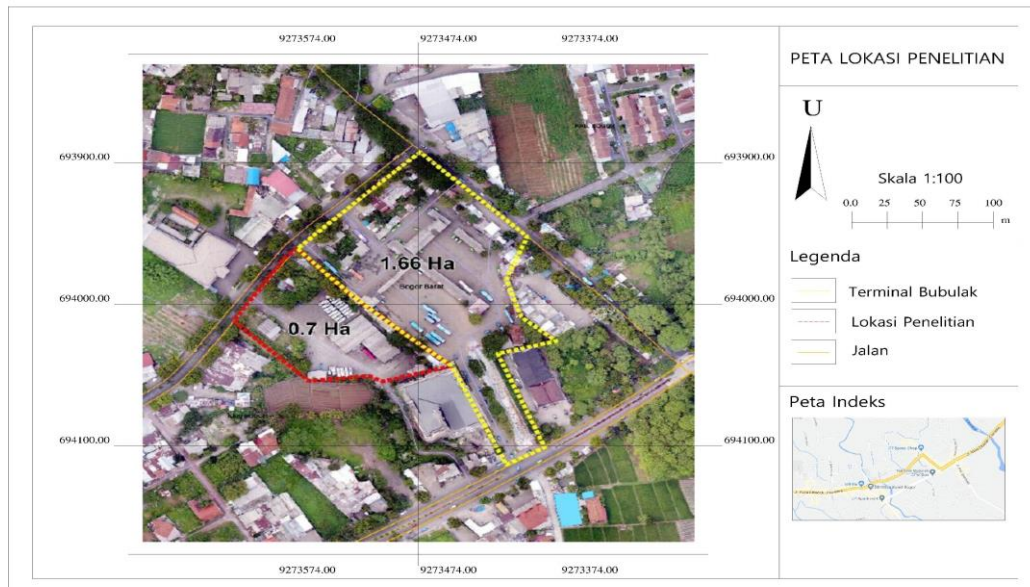 9273574.00 9273474.00 9273374.00
693900.00 693900.00
1.66 Ha
Bogor Barat
694000.00 694000.00
0.7 Ha
694100.00 694100.00
9273574.00 9273474.00 9273374.00
PETA LOKASI PENELITIAN
U
Skala 1:100
0.0 25 50 75 100
m
Legenda
Terminal Bubulak
Lokasi Penelitian
Jalan
Peta Indeks